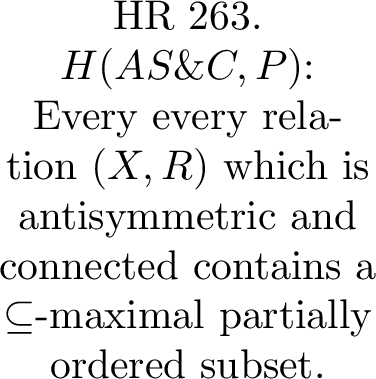 HR 263.
H(AS&C, P):
Every every rela-
tion (X, R) which is
antisymmetric and
connected contains a
⊆-maximal partially
ordered subset.